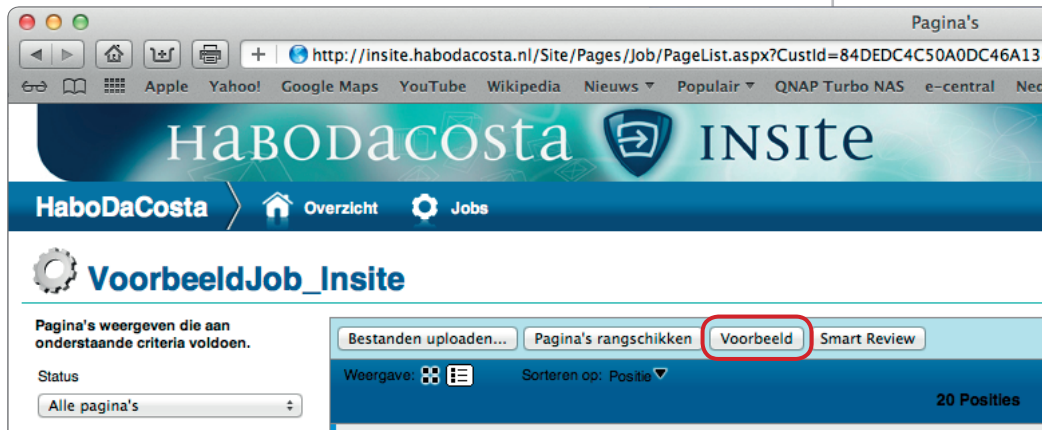 Pagina's
http://insite.habodacosta.nl/Site/Pages/Job/PageList.aspx?CustId=84DEDC4C50A0DC46A13
Apple Yahoo! Google Maps YouTube Wikipedia Nieuws Populair QNAP Turbo NAS e-central Ned
HABODACOSTA INSITE
HaboDaCosta Overzicht Jobs
VoorbeeldJob_Insite
Pagina's weergeven die aan
onderstaande criteria voldoen.
Bestanden uploaden... Pagina's rangschikken Voorbeeld Smart Review
Status
Weergave: Sorteren op: Positie
Alle pagina's
20 Posities